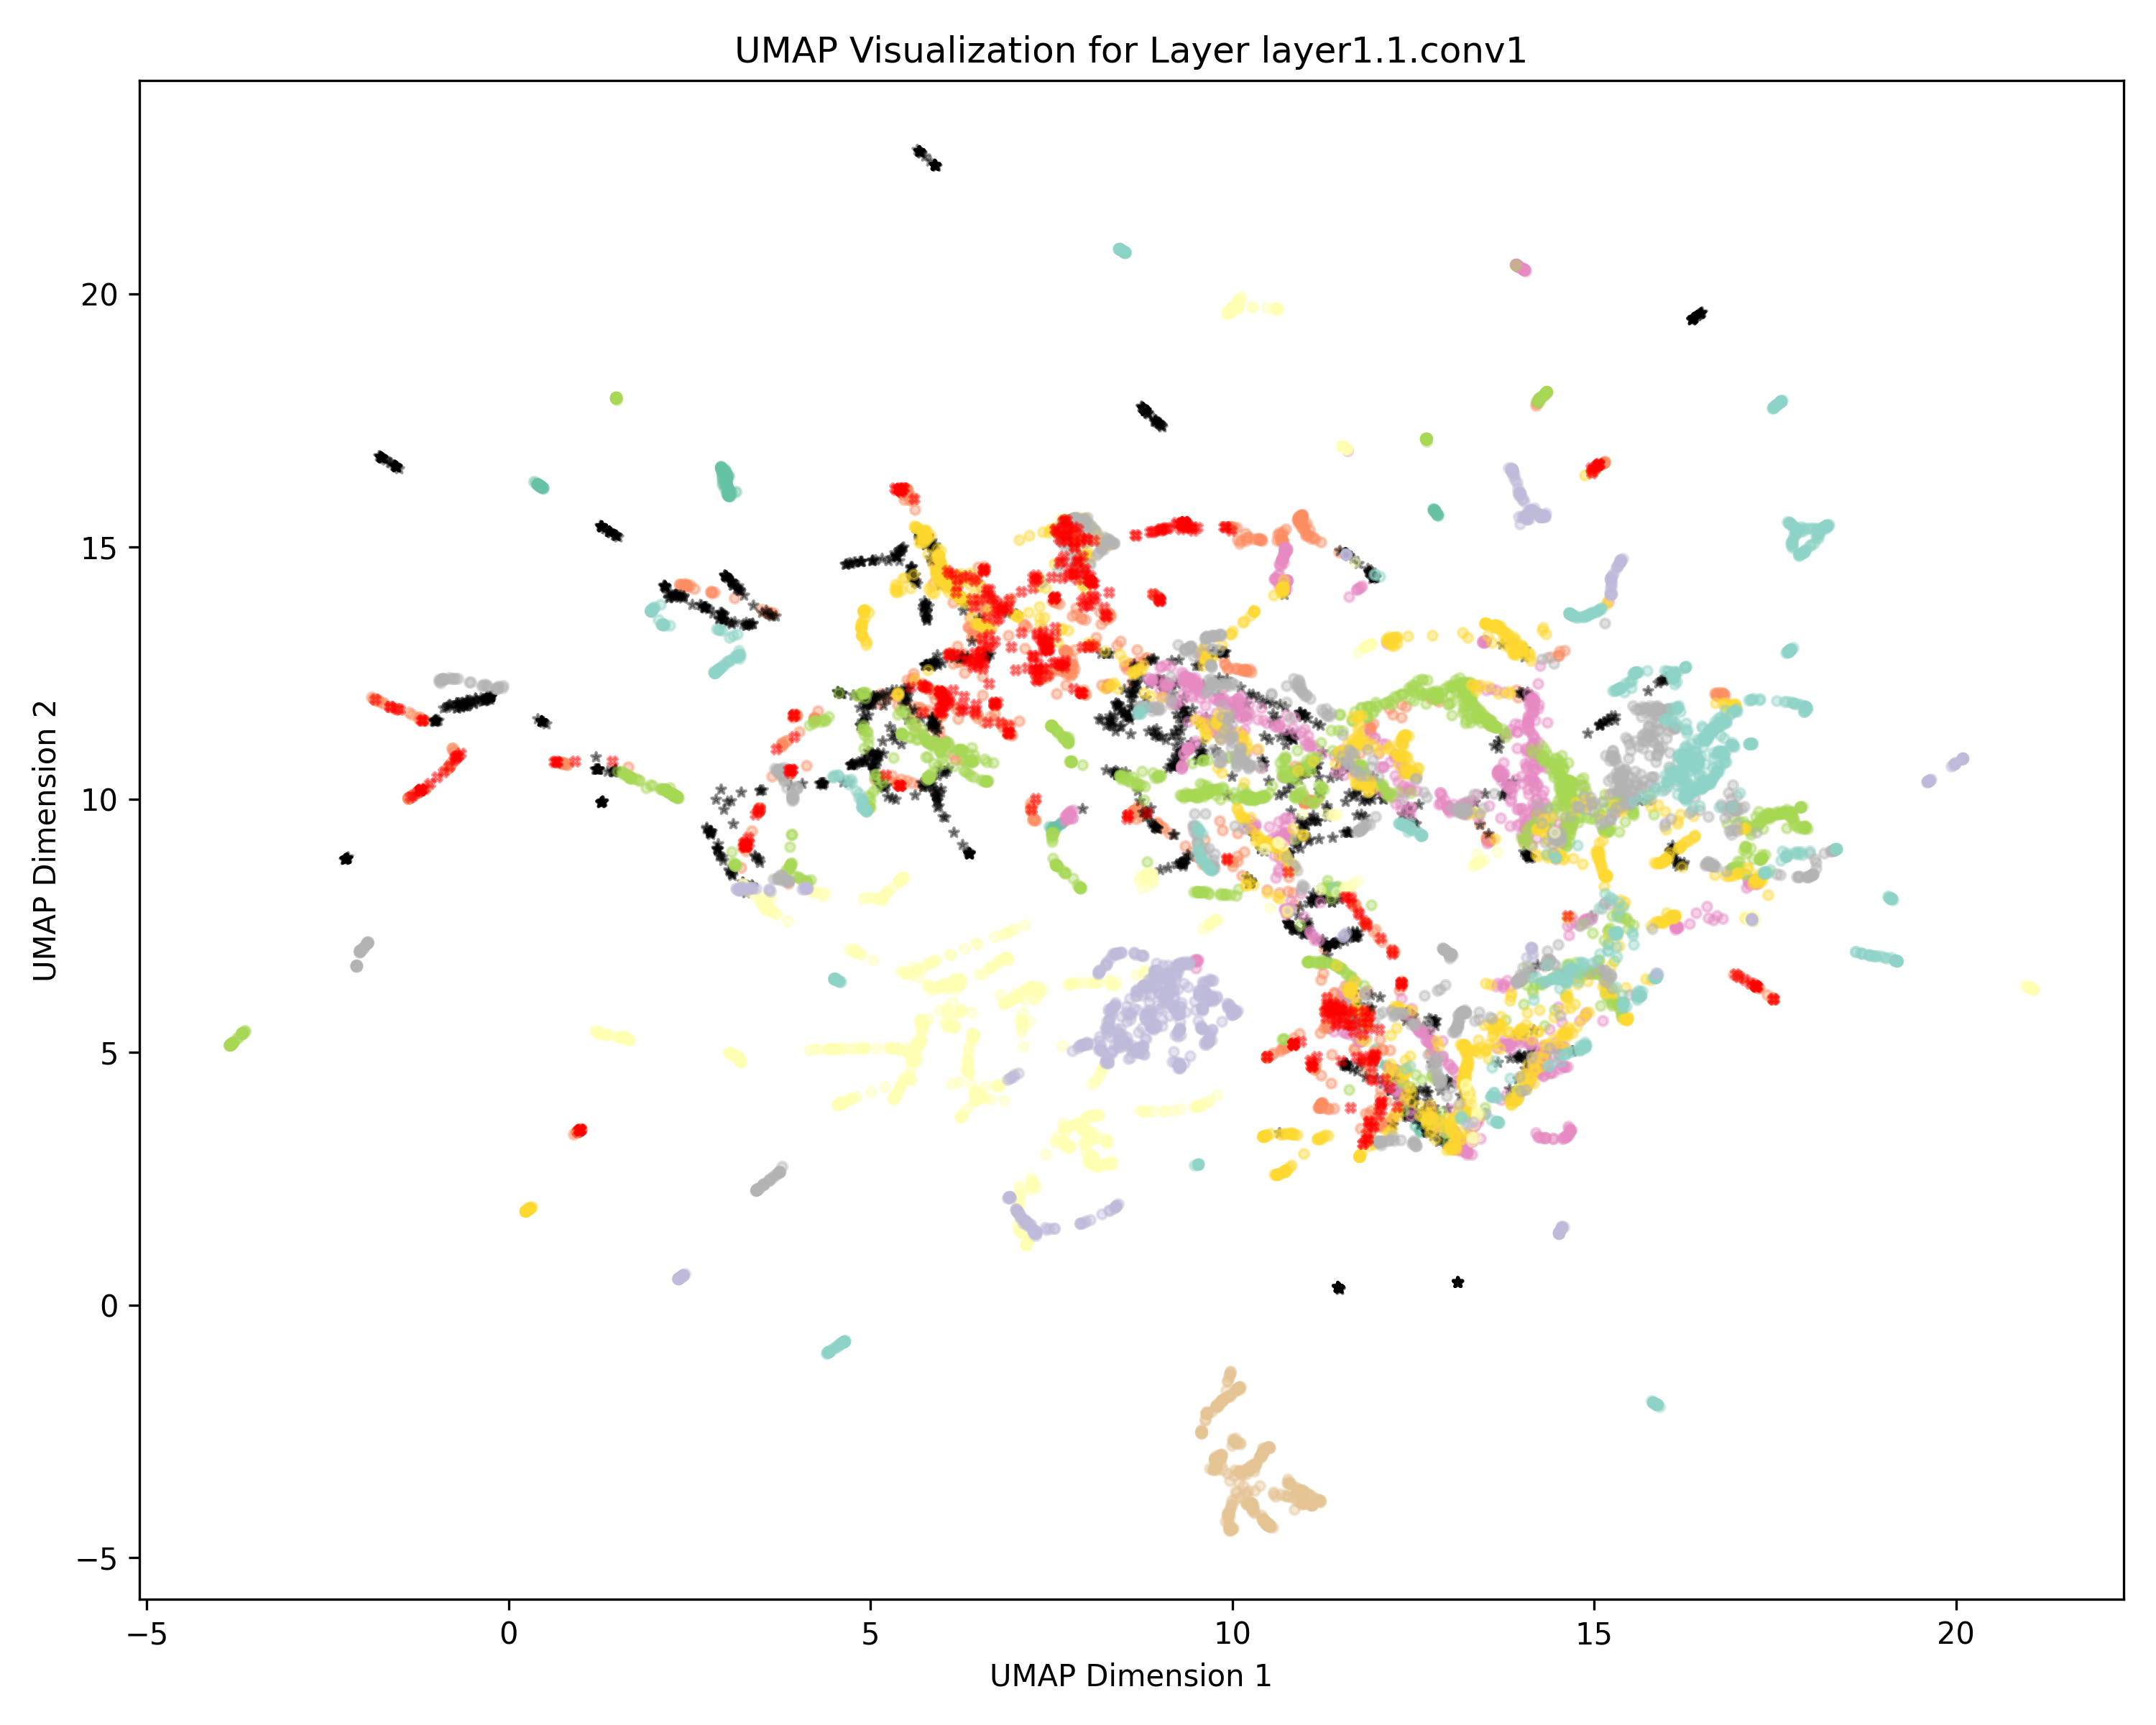 UMAP Visualization for Layer layer1.1.conv1
UMAP Dimension 2
20
15
10
5
0
−5
−5 0 5 10 15 20
UMAP Dimension 1